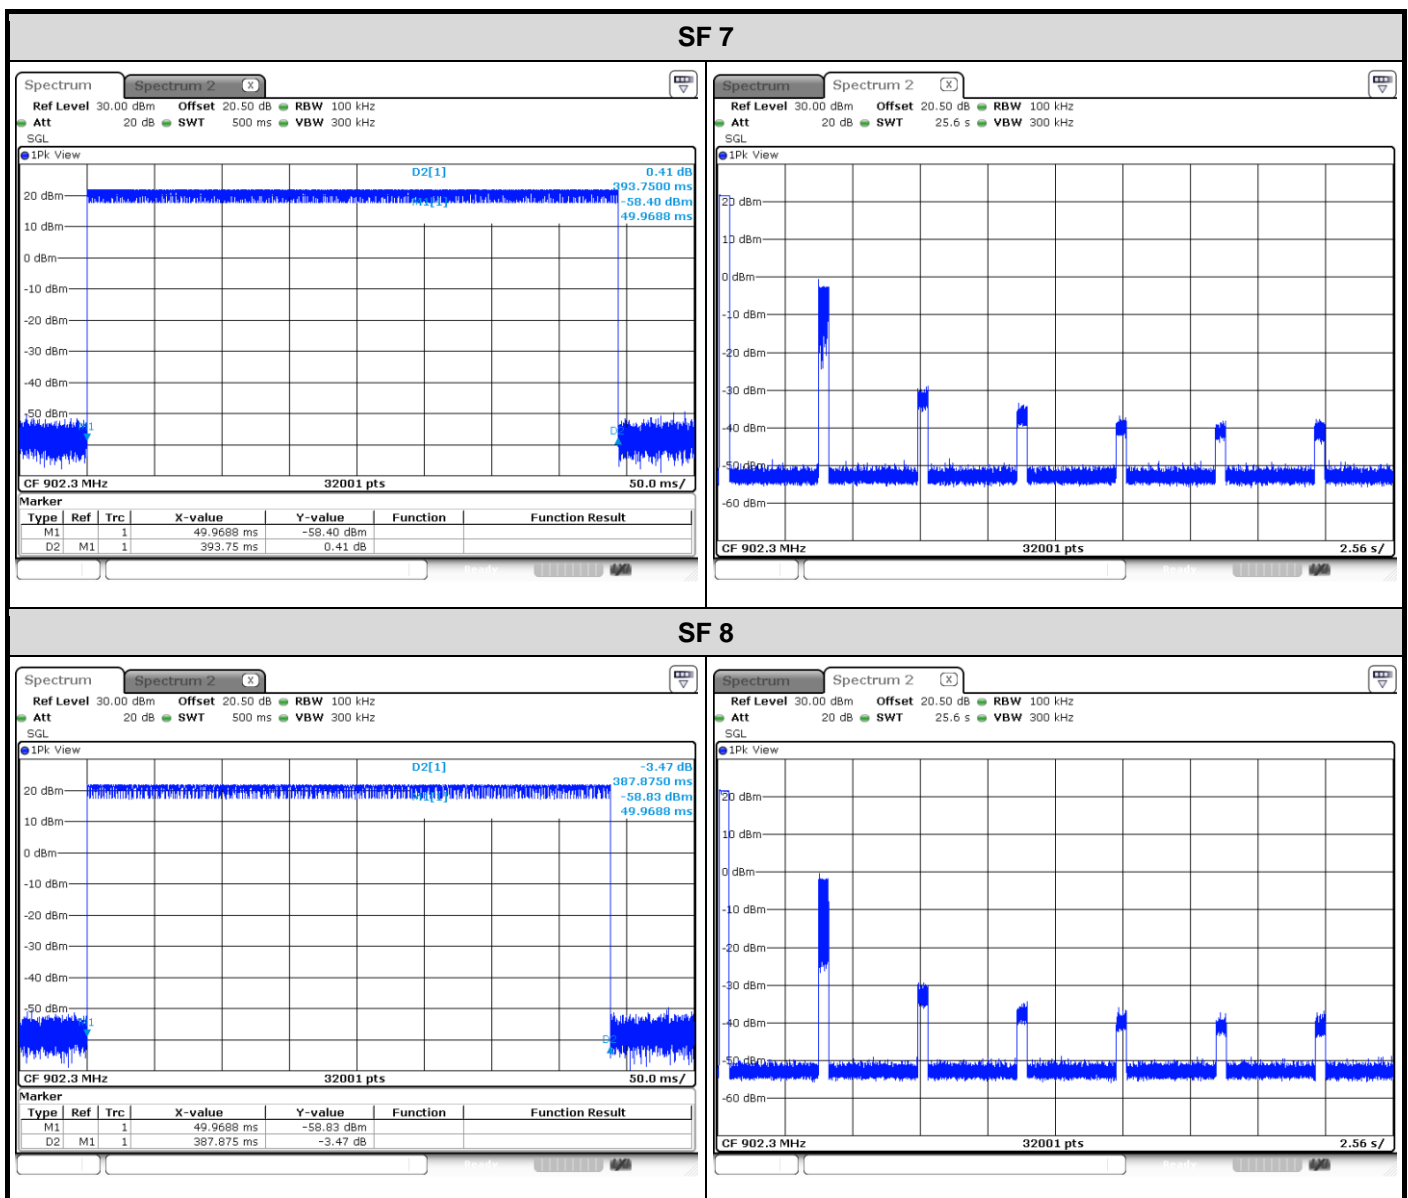 SF 7
Spectrum Spectrum 2 X
Ref Level 30.00 dBm Offset 20.50 dB RBW 100 kHz
Att 20 dB SWT 500 ms VBW 300 kHz
SGL
1Pk View
D2[1] 0.41 dB
393.7500 ms
M1[1] -58.40 dBm
49.9688 ms
20 dBm
10 dBm
0 dBm
-10 dBm
-20 dBm
-30 dBm
-40 dBm
-50 dBm
CF 902.3 MHz 32001 pts 50.0 ms/
Marker
Type Ref Trc X-value Y-value Function Function Result
M1 1 49.9688 ms -58.40 dBm
D2 M1 1 393.75 ms 0.41 dB
Ready
Spectrum Spectrum 2 X
Ref Level 30.00 dBm Offset 20.50 dB RBW 100 kHz
Att 20 dB SWT 25.6 s VBW 300 kHz
SGL
1Pk View
20 dBm
10 dBm
0 dBm
-10 dBm
-20 dBm
-30 dBm
-40 dBm
-50 dBm
-60 dBm
CF 902.3 MHz 32001 pts 2.56 s/
Ready
SF 8
Spectrum Spectrum 2 X
Ref Level 30.00 dBm Offset 20.50 dB RBW 100 kHz
Att 20 dB SWT 500 ms VBW 300 kHz
SGL
1Pk View
D2[1] -3.47 dB
387.8750 ms
M1[1] -58.83 dBm
49.9688 ms
20 dBm
10 dBm
0 dBm
-10 dBm
-20 dBm
-30 dBm
-40 dBm
-50 dBm
CF 902.3 MHz 32001 pts 50.0 ms/
Marker
Type Ref Trc X-value Y-value Function Function Result
M1 1 49.9688 ms -58.83 dBm
D2 M1 1 387.875 ms -3.47 dB
Ready
Spectrum Spectrum 2 X
Ref Level 30.00 dBm Offset 20.50 dB RBW 100 kHz
Att 20 dB SWT 25.6 s VBW 300 kHz
SGL
1Pk View
20 dBm
10 dBm
0 dBm
-10 dBm
-20 dBm
-30 dBm
-40 dBm
-50 dBm
-60 dBm
CF 902.3 MHz 32001 pts 2.56 s/
Ready